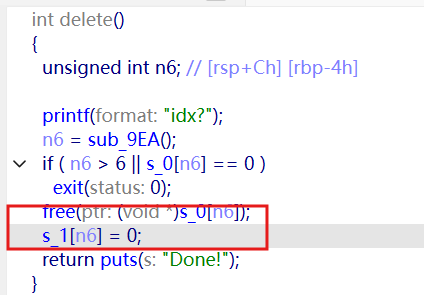 int delete()
{
unsigned int n6; // [rsp+Ch] [rbp-4h]
printf(format: "idx?");
n6 = sub_9EA();
if ( n6 > 6 || s_0[n6] == 0 )
exit(status: 0);
free(ptr: (void *)s_0[n6]);
s_1[n6] = 0;
return puts(s: "Done!");
}